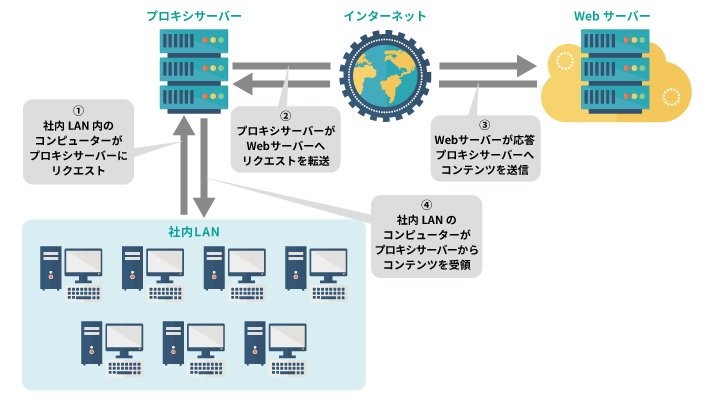 プロキシサーバー
インターネット
Web サーバー
①
社内 LAN 内の
コンピューターが
プロキシサーバーに
リクエスト
②
プロキシサーバーが
Webサーバーへ
リクエストを転送
③
Webサーバーが応答
プロキシサーバーへ
コンテンツを送信
④
社内 LAN の
コンピューターが
プロキシサーバーから
コンテンツを受領
社内LAN